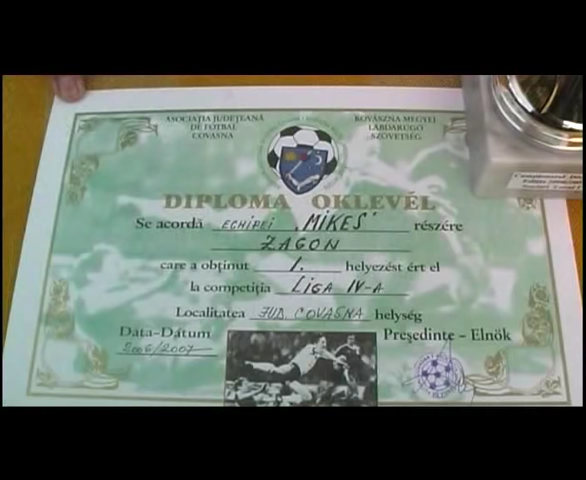 ASOCIAȚIA JUDEȚEANĂ
DE FOTBAL
COVASNA
KOVÁSZNA MEGYEI
LABDARÚGÓ
SZÖVETSÉG
DIPLOMA OKLEVÉL
Se acordă ECHIPEI "MIKES" részére
ZAGON
care a obținut I. helyezést ért el
la competiția LIGA IV-A
Localitatea JUD. COVASNA helység
Data-Dátum
2006/2007
Președinte - Elnök